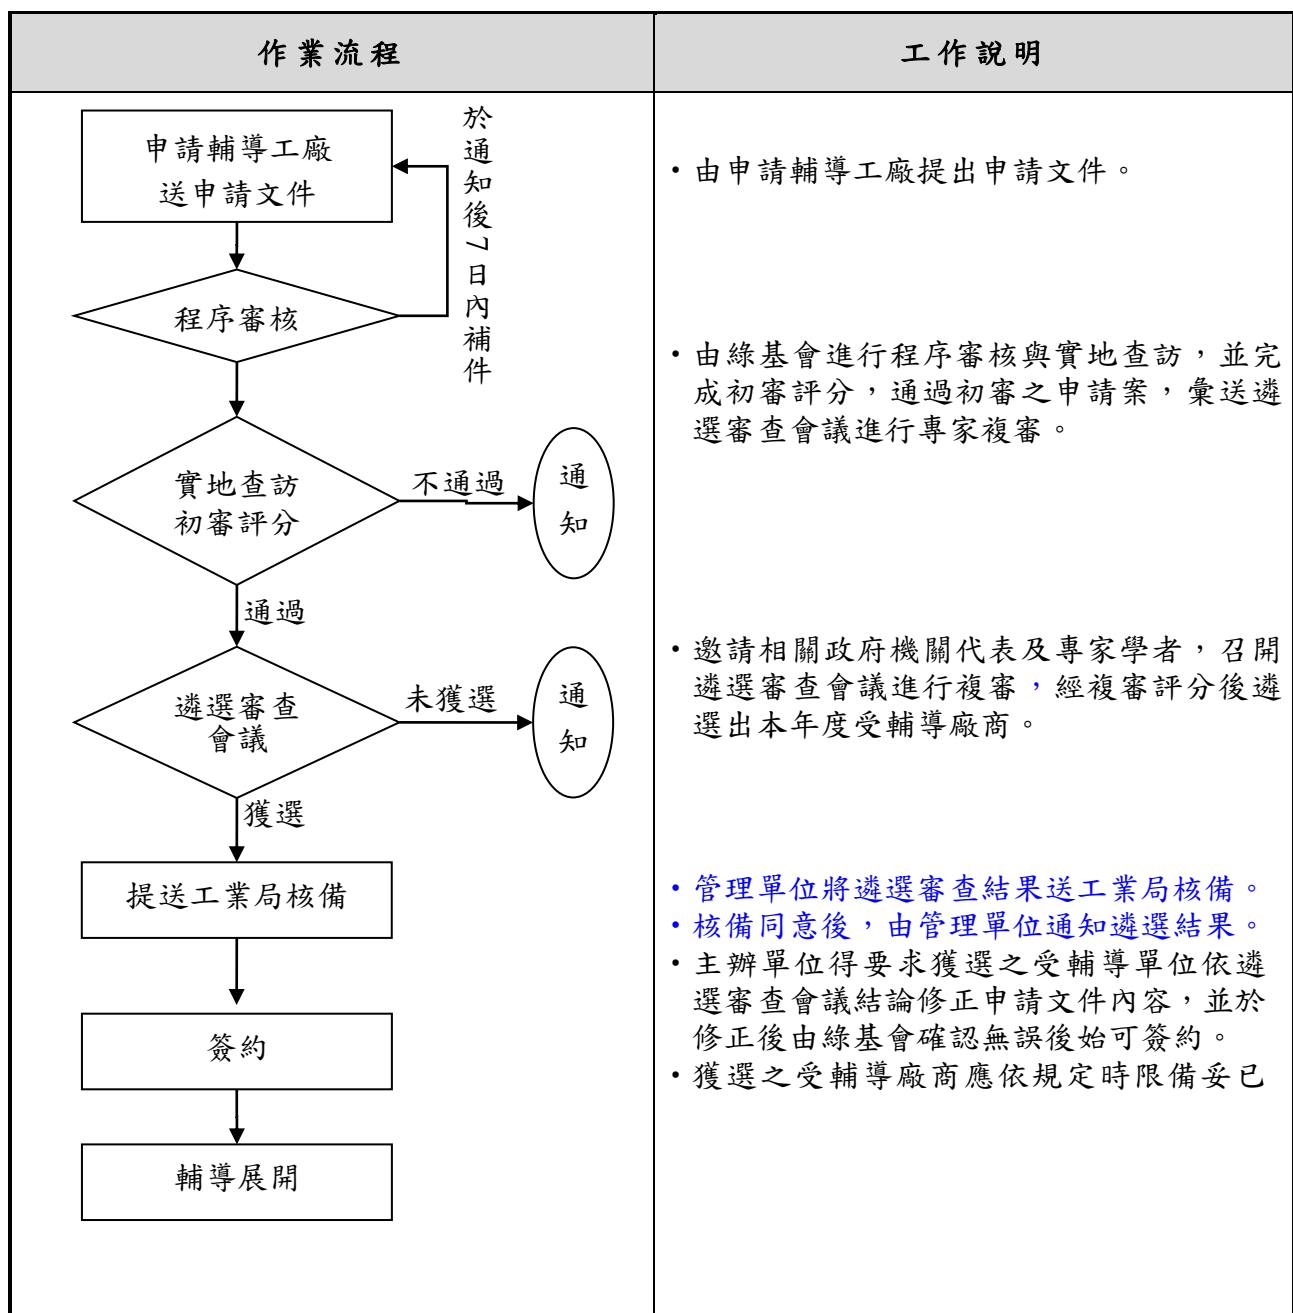 作業流程
工作說明
申請輔導工廠
送申請文件
於通知後7日內補件
程序審核
實地查訪
初審評分
不通過
通
知
通過
遴選審查
會議
未獲選
通
知
獲選
提送工業局核備
簽約
輔導展開
•由申請輔導工廠提出申請文件。
•由綠基會進行程序審核與實地查訪，並完
成初審評分，通過初審之申請案，彙送遴
選審查會議進行專家複審。
•邀請相關政府機關代表及專家學者，召開
遴選審查會議進行複審，經複審評分後遴
選出本年度受輔導廠商。
•管理單位將遴選審查結果送工業局核備。
•核備同意後，由管理單位通知遴選結果。
•主辦單位得要求獲選之受輔導單位依遴
選審查會議結論修正申請文件內容，並於
修正後由綠基會確認無誤後始可簽約。
•獲選之受輔導廠商應依規定時限備妥已